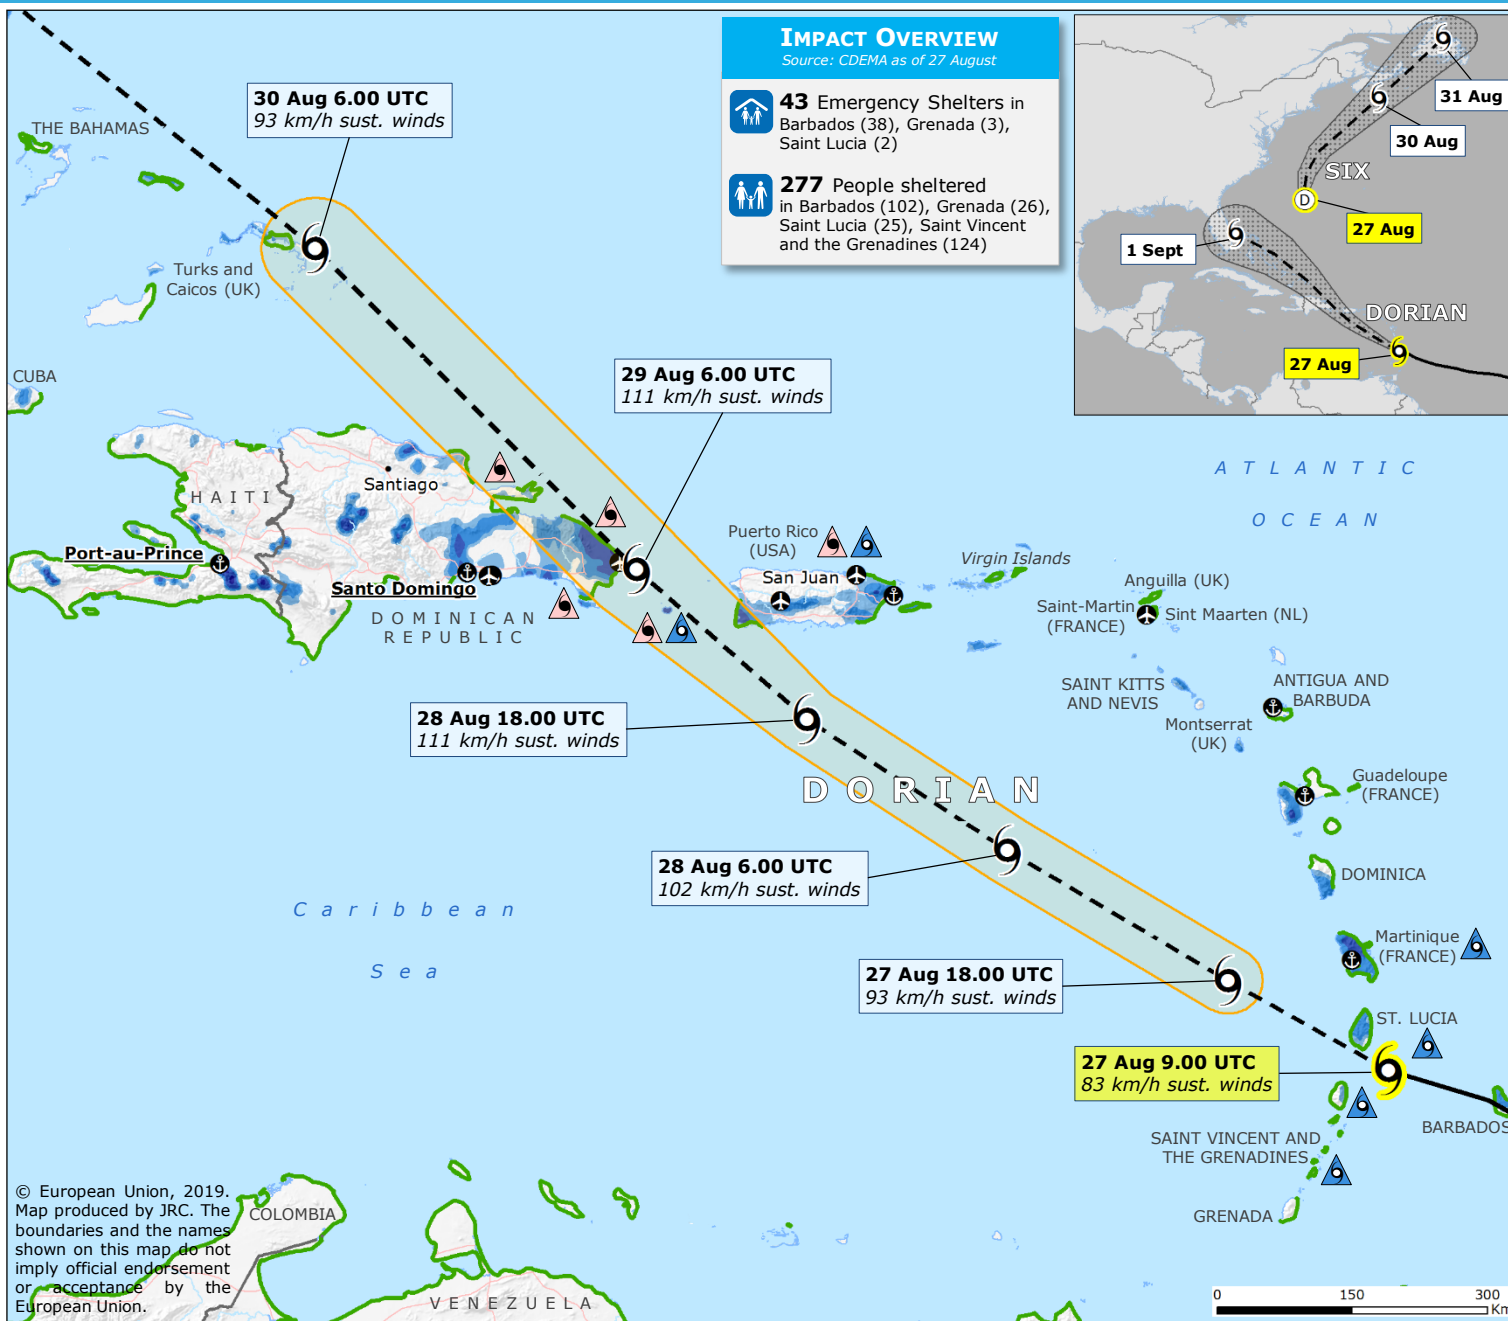 IMPACT OVERVIEW
Source: CDEMA as of 27 August
43 Emergency Shelters in
Barbados (38), Grenada (3),
Saint Lucia (2)
277 People sheltered
in Barbados (102), Grenada (26),
Saint Lucia (25), Saint Vincent
and the Grenadines (124)
31 Aug
30 Aug
SIX
D
27 Aug
1 Sept
DORIAN
27 Aug
30 Aug 6.00 UTC
93 km/h sust. winds
THE BAHAMAS
Turks and
Caicos (UK)
CUBA
29 Aug 6.00 UTC
111 km/h sust. winds
ATLANTIC
OCEAN
Santiago
HAITI
Port-au-Prince
Santo Domingo
DOMINICAN
REPUBLIC
Puerto Rico
(USA)
San Juan
Virgin Islands
Anguilla (UK)
Saint-Martin
(FRANCE)
Sint Maarten (NL)
SAINT KITTS
AND NEVIS
ANTIGUA AND
BARBUDA
Montserrat
(UK)
28 Aug 18.00 UTC
111 km/h sust. winds
DORIAN
Guadeloupe
(FRANCE)
28 Aug 6.00 UTC
102 km/h sust. winds
DOMINICA
Caribbean
Sea
Martinique
(FRANCE)
27 Aug 18.00 UTC
93 km/h sust. winds
ST. LUCIA
27 Aug 9.00 UTC
83 km/h sust. winds
BARBADOS
SAINT VINCENT AND
THE GRENADINES
GRENADA
© European Union, 2019.
Map produced by JRC. The
boundaries and the names
shown on this map do not
imply official endorsement
or acceptance by the
European Union.
COLOMBIA
VENEZUELA
0 150 300
Km